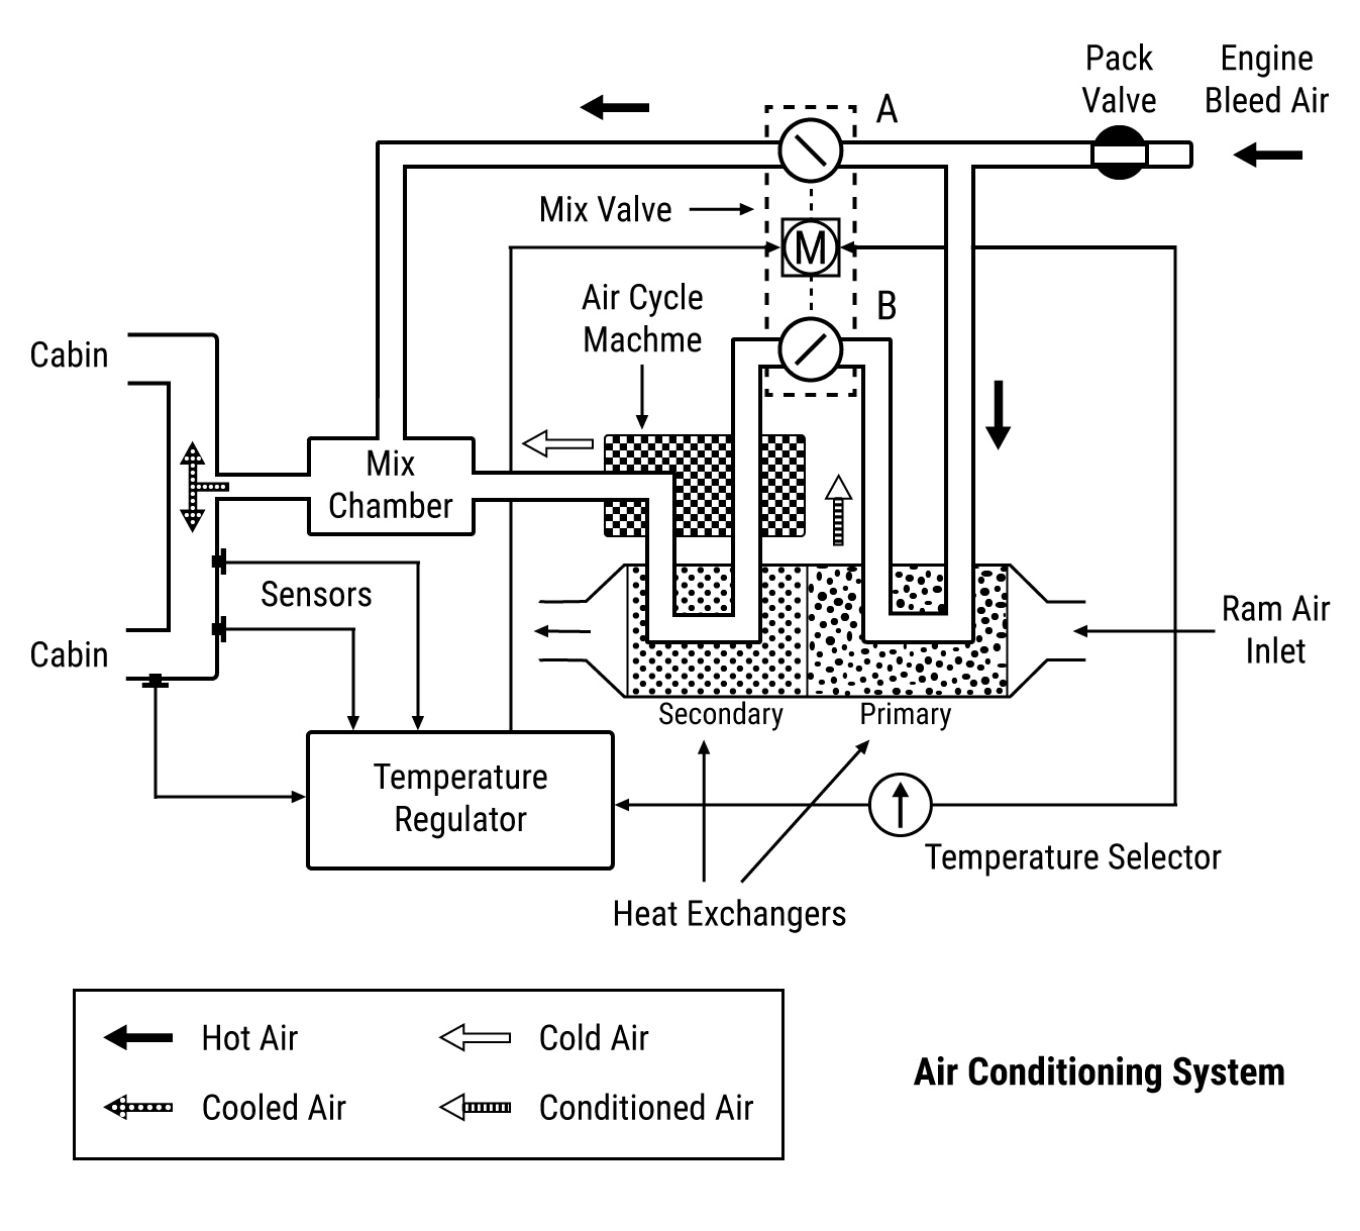 Pack
Valve
Engine
Bleed Air
A
Mix Valve
M
Air Cycle
Machme
B
Cabin
Mix
Chamber
Sensors
Cabin
Ram Air
Inlet
Secondary
Primary
Temperature
Regulator
Temperature Selector
Heat Exchangers
Hot Air
Cold Air
Cooled Air
Conditioned Air
Air Conditioning System